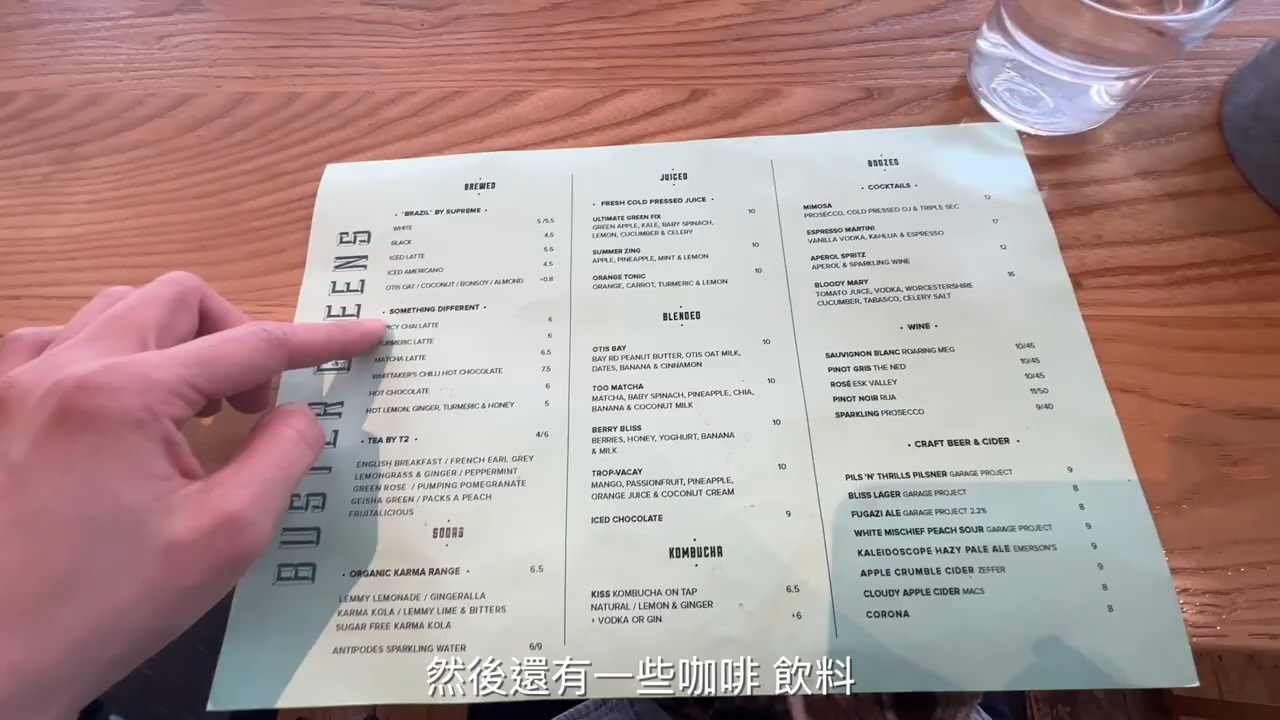 BUSTER GREENS
BREWED
• "BRAZIL" BY SUPREME •
WHITE 5 /5.5
BLACK 4.5
ICED LATTE 5.5
ICED AMERICANO 4.5
OTIS OAT / COCONUT / BONSOY / ALMOND +0.8
• SOMETHING DIFFERENT •
SPICY CHAI LATTE 6
TURMERIC LATTE 6
MATCHA LATTE 6.5
WHITTAKER'S CHILLI HOT CHOCOLATE 7.5
HOT CHOCOLATE 6
HOT LEMON, GINGER, TURMERIC & HONEY 5
• TEA BY T2 • 4/6
ENGLISH BREAKFAST / FRENCH EARL GREY
LEMONGRASS & GINGER / PEPPERMINT
GREEN ROSE / PUMPING POMEGRANATE
GEISHA GREEN / PACKS A PEACH
FRUITALICIOUS
SODAS
• ORGANIC KARMA RANGE • 6.5
LEMMY LEMONADE / GINGERALLA
KARMA KOLA / LEMMY LIME & BITTERS
SUGAR FREE KARMA KOLA
ANTIPODES SPARKLING WATER 6/9
JUICED
• FRESH COLD PRESSED JUICE •
ULTIMATE GREEN FIX 10
GREEN APPLE, KALE, BABY SPINACH,
LEMON, CUCUMBER & CELERY
SUMMER ZING 10
APPLE, PINEAPPLE, MINT & LEMON
ORANGE TONIC 10
ORANGE, CARROT, TURMERIC & LEMON
BLENDED
OTIS BAY 10
BAY RD PEANUT BUTTER, OTIS OAT MILK,
DATES, BANANA & CINNAMON
TOO MATCHA 10
MATCHA, BABY SPINACH, PINEAPPLE, CHIA,
BANANA & COCONUT MILK
BERRY BLISS 10
BERRIES, HONEY, YOGHURT, BANANA
& MILK
TROP-VACAY 10
MANGO, PASSIONFRUIT, PINEAPPLE,
ORANGE JUICE & COCONUT CREAM
ICED CHOCOLATE 9
KOMBUCHA
KISS KOMBUCHA ON TAP 6.5
NATURAL / LEMON & GINGER
+ VODKA OR GIN +6
BOOZED
• COCKTAILS •
MIMOSA 12
PROSECCO, COLD PRESSED OJ & TRIPLE SEC
ESPRESSO MARTINI 17
VANILLA VODKA, KAHLUA & ESPRESSO
APEROL SPRITZ 12
APEROL & SPARKLING WINE
BLOODY MARY 16
TOMATO JUICE, VODKA, WORCESTERSHIRE
CUCUMBER, TABASCO, CELERY SALT
• WINE •
SAUVIGNON BLANC ROARING MEG 10/45
PINOT GRIS THE NED 10/45
ROSÉ ESK VALLEY 10/45
PINOT NOIR RUA 11/50
SPARKLING PROSECCO 9/40
• CRAFT BEER & CIDER •
PILS 'N' THRILLS PILSNER GARAGE PROJECT 9
BLISS LAGER GARAGE PROJECT 8
FUGAZI ALE GARAGE PROJECT 2.2% 8
WHITE MISCHIEF PEACH SOUR GARAGE PROJECT 9
KALEIDOSCOPE HAZY PALE ALE EMERSON'S 9
APPLE CRUMBLE CIDER ZEFFER 9
CLOUDY APPLE CIDER MACS 8
CORONA 8
然後還有一些咖啡 飲料